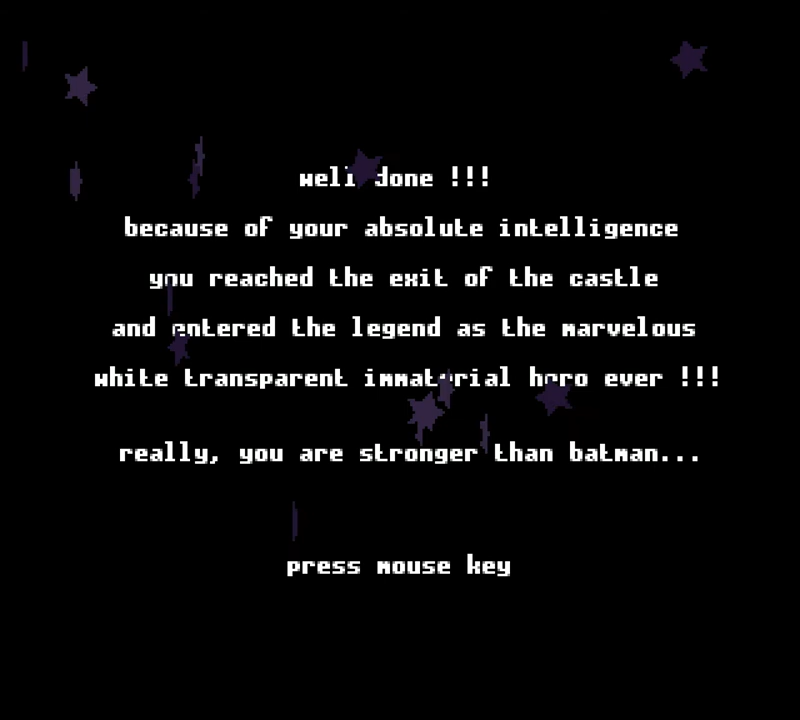 well done !!!
because of your absolute intelligence
you reached the exit of the castle
and entered the legend as the marvelous
white transparent immaterial hero ever !!!
really, you are stronger than batman...
press mouse key